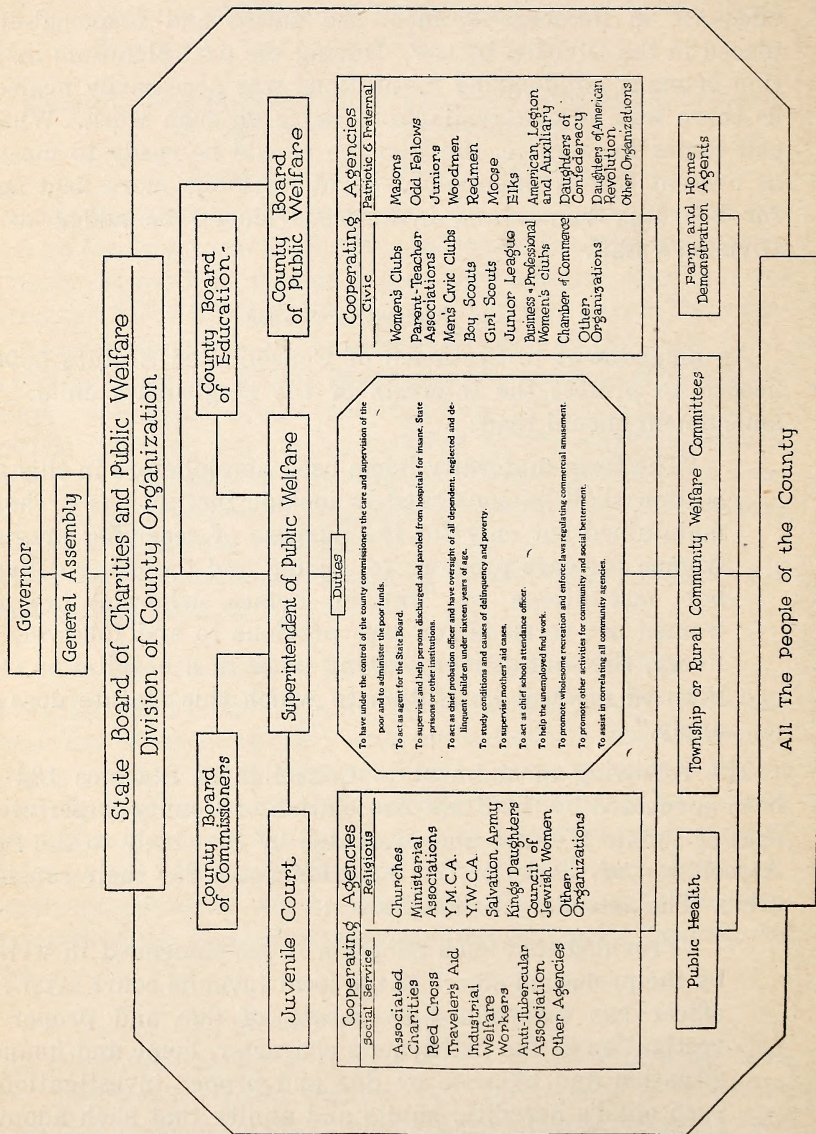 Governor
General Assembly
State Board of Charities and Public Welfare
Division of County Organization
County Board
of Commissioners
County Board
of Education-
Juvenile Court
Superintendent of Public Welfare
County Board
of Public Welfare
Cooperating Agencies
Social Service
Associated
Charities
Red Cross
Traveler's Aid
Industrial
Welfare
Workers
Anti-Tubercular
Association
Other Agencies
Religious
Churches
Ministerial
Associations
Y.M.C.A.
Y.W.C.A.
Salvation Army
Kings Daughters
Council of
Jewish Women
Other
Organizations
Duties
To have under the control of the county commissioners the care and supervision of the
poor and to administer the poor funds.
To act as agent for the State Board.
To supervise and help persons discharged and paroled from hospitals for insane, State
prisons or other institutions.
To act as chief probation officer and have oversight of all dependent, neglected and de-
linquent children under sixteen years of age.
To study conditions and causes of delinquency and poverty.
To supervise mothers' aid cases.
To act as chief school attendance officer.
To help the unemployed find work.
To promote wholesome recreation and enforce laws regulating commercial amusement.
To promote other activities for community and social betterment.
To assist in correlating all community agencies.
Cooperating Agencies
Civic
Women's Clubs
Parent-Teacher
Associations
Men's Civic Clubs
Boy Scouts
Girl Scouts
Junior League
Business & Professional
Women's clubs
Chamber of Commerce
Other
Organizations
Patriotic & Fraternal
Masons
Odd Fellows
Juniors
Woodmen
Redmen
Moose
Elks
American Legion
and Auxiliary
Daughters of
Confederacy
Daughters of American
Revolution
Other Organizations
Public Health
Township or Rural Community Welfare Committees
Farm and Home
Demonstration Agents
All The People of the County